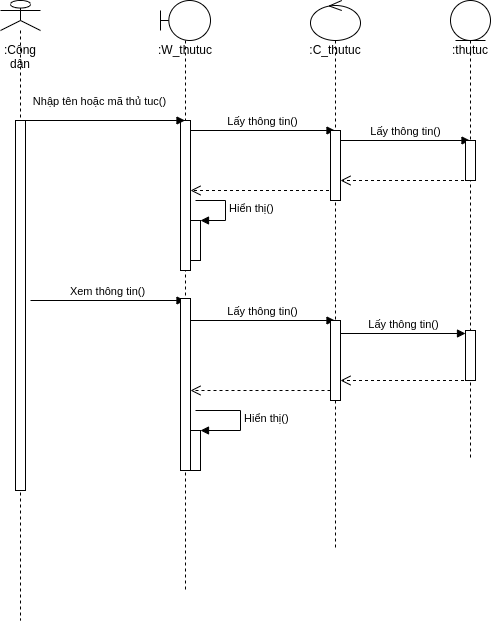 :Công
dân
:W_thutuc
:C_thutuc
:thutuc
Nhập tên hoặc mã thủ tuc()
Lấy thông tin()
Lấy thông tin()
Hiển thị()
Xem thông tin()
Lấy thông tin()
Lấy thông tin()
Hiển thị()